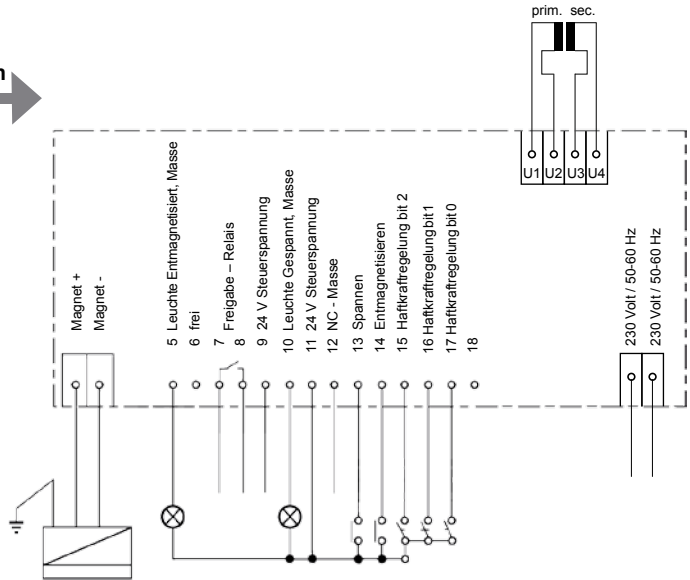 prim. sec.
n
U1 U2 U3 U4
Magnet +
Magnet -
5 Leuchte Entmagnetisiert, Masse
6 frei
7 Freigabe – Relais
8
9 24 V Steuerspannung
10 Leuchte Gespannt, Masse
11 24 V Steuerspannung
12 NC - Masse
13 Spannen
14 Entmagnetisieren
15 Haftkraftregelung bit 2
16 Haftkraftregelung bit 1
17 Haftkraftregelung bit 0
18
230 Volt / 50-60 Hz
230 Volt / 50-60 Hz